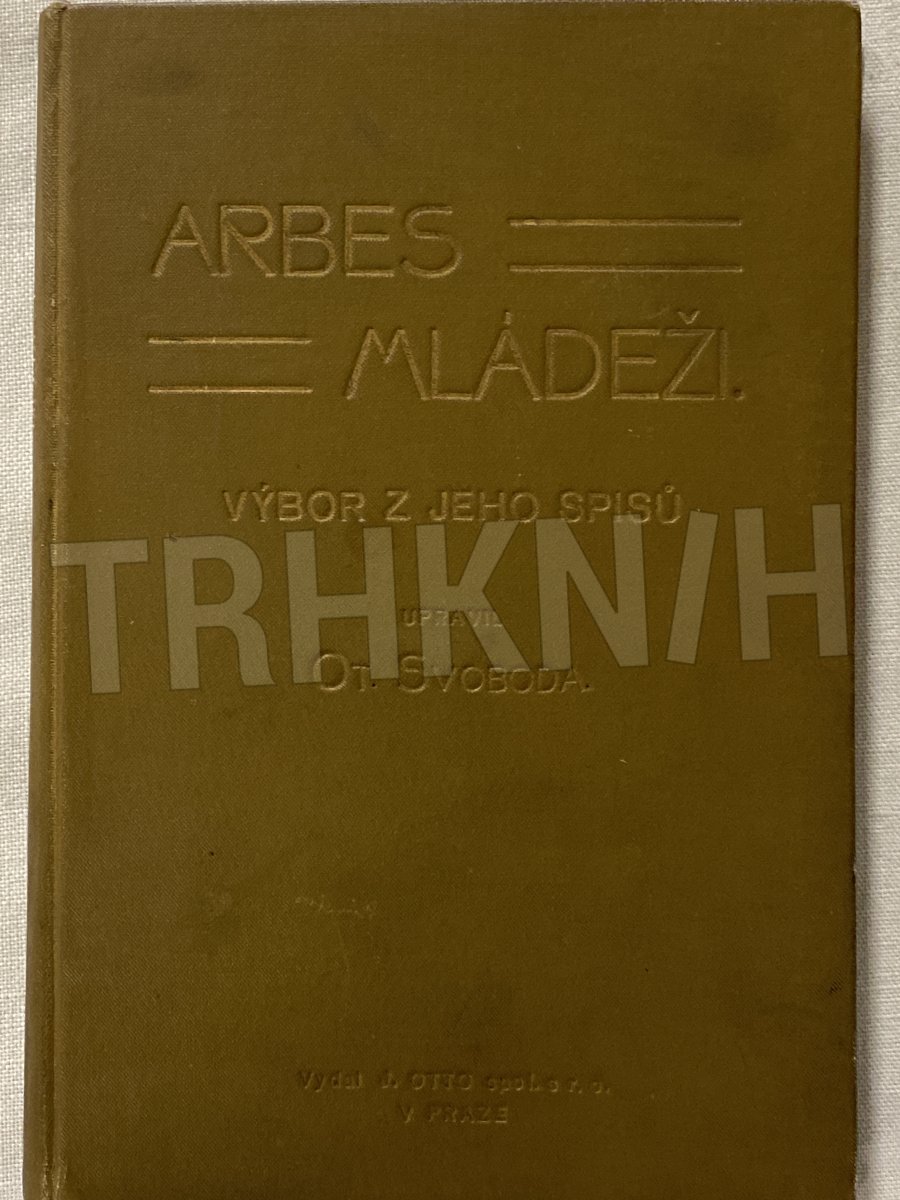 ARBES
MLÁDEŽI.
VÝBOR Z JEHO SPISŮ
TRHKNIH
UPRAVIL
OT. SVOBODA.
Vydal J. OTTO spol. s r. o.
V PRAZE